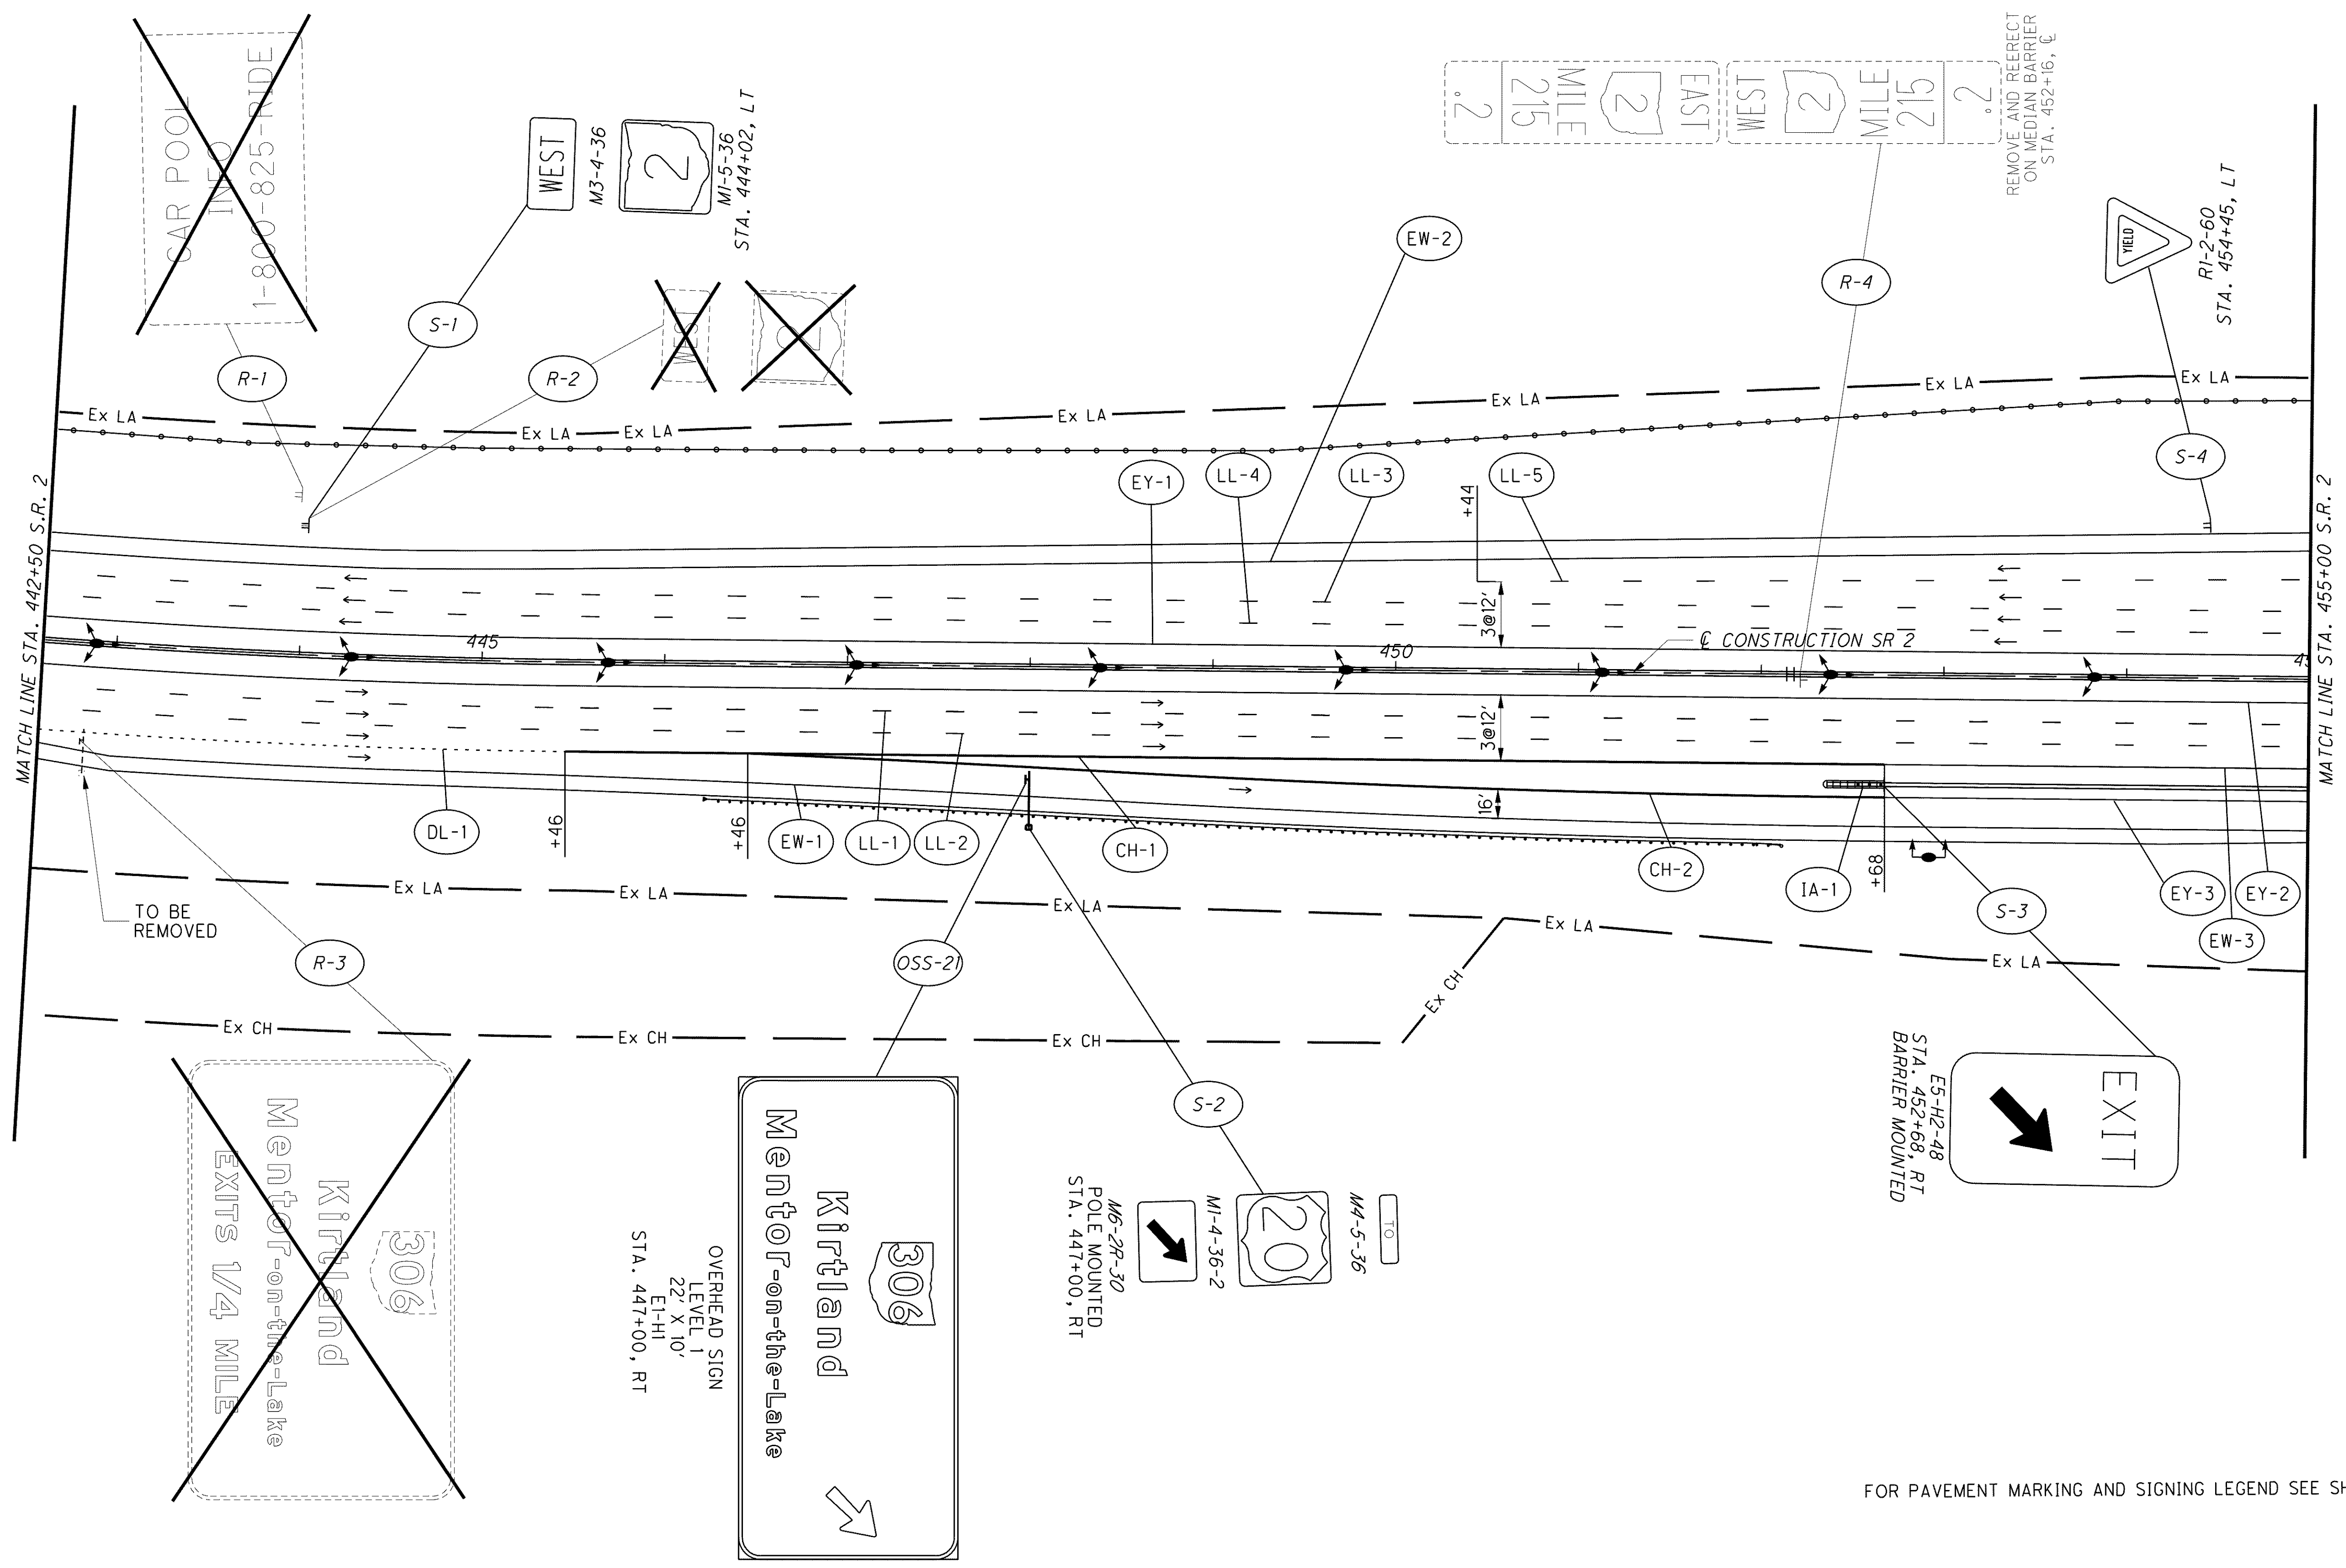 CAR POOL
INFO
1-800-825-RIDE
R-1
S-1
WEST
M3-4-36
2
M1-5-36
STA. 444+02, LT
R-2
WEST
2
EW-2
.2
MILE
215
2
EAST
WEST
2
MILE
215
.2
REMOVE AND REERECT
ON MEDIAN BARRIER
STA. 452+16, ℄
R-4
YIELD
R1-2-60
STA. 454+45, LT
S-4
Ex LA
Ex LA
Ex LA
Ex LA
Ex LA
Ex LA
Ex LA
MATCH LINE STA. 442+50 S.R. 2
MATCH LINE STA. 455+00 S.R. 2
EY-1
LL-4
LL-3
LL-5
+44
3@12'
445
450
℄ CONSTRUCTION SR 2
3@12'
16'
DL-1
+46
+46
EW-1
LL-1
LL-2
CH-1
CH-2
IA-1
+68
EY-3
EY-2
EW-3
S-3
TO BE
REMOVED
R-3
Ex LA
Ex LA
Ex LA
Ex LA
Ex LA
Ex CH
Ex CH
Ex CH
Ex CH
OSS-21
S-2
306
Kirtland
Mentor-on-the-Lake
EXITS 1/4 MILE
306
Kirtland
Mentor-on-the-Lake
OVERHEAD SIGN
LEVEL 1
22' X 10'
E1-H1
STA. 447+00, RT
TO
M4-5-36
20
M1-4-36-2
M6-2R-30
POLE MOUNTED
STA. 447+00, RT
EXIT
E5-H2-48
STA. 452+68, RT
BARRIER MOUNTED
FOR PAVEMENT MARKING AND SIGNING LEGEND SEE